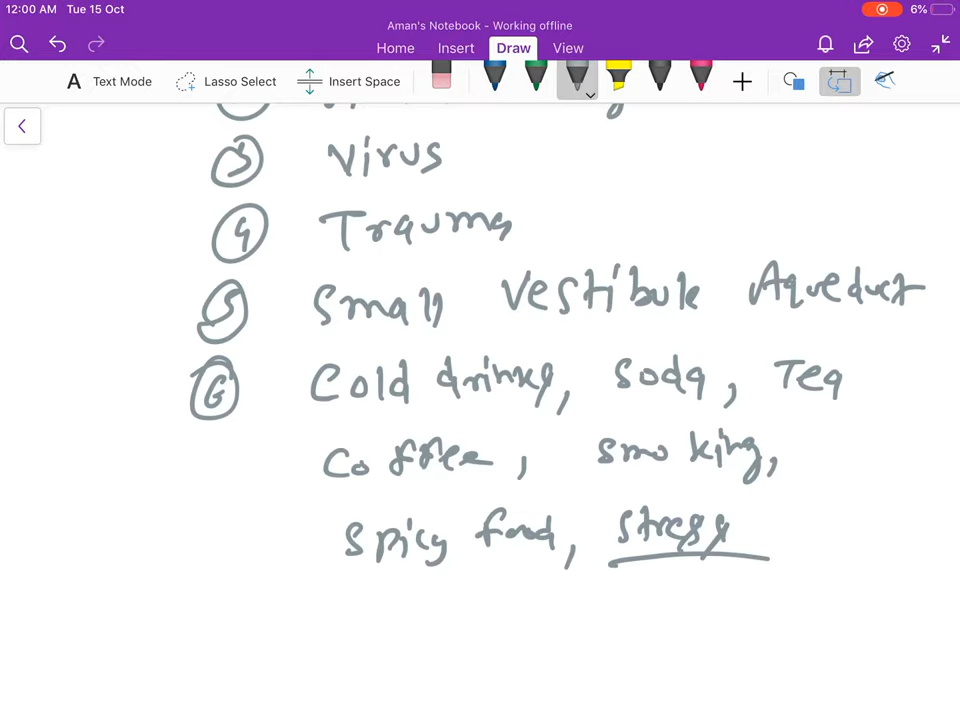 12:00 AM Tue 15 Oct 6%
Aman's Notebook - Working offline
Home Insert Draw View
A Text Mode Lasso Select Insert Space
3 Virus
4 Trauma
5 Small Vestibule Aqueduct
6 Cold drinks, Soda, Tea
Coffee, smoking,
Spicy food, stress